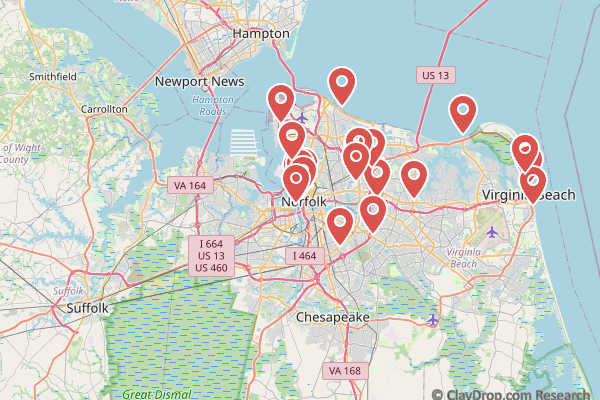 Hampton
Smithfield
Newport News
US 13
Carrollton
Hampton
Roads
of Wight
County
VA 164
Norfolk
Virginia Beach
I 664
US 13
US 460
I 464
Virginia
Beach
Suffolk
Suffolk
Chesapeake
VA 168
Great Dismal
© ClayDrop.com Research